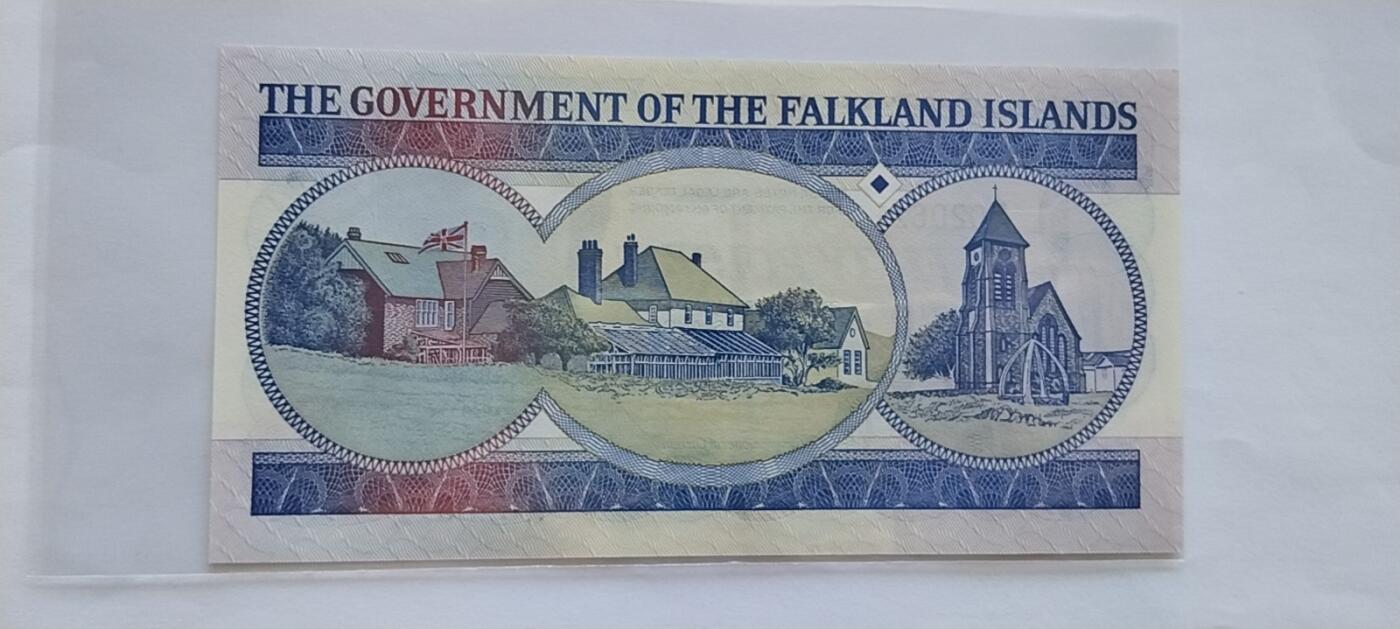 THE GOVERNMENT OF THE FALKLAND ISLANDS